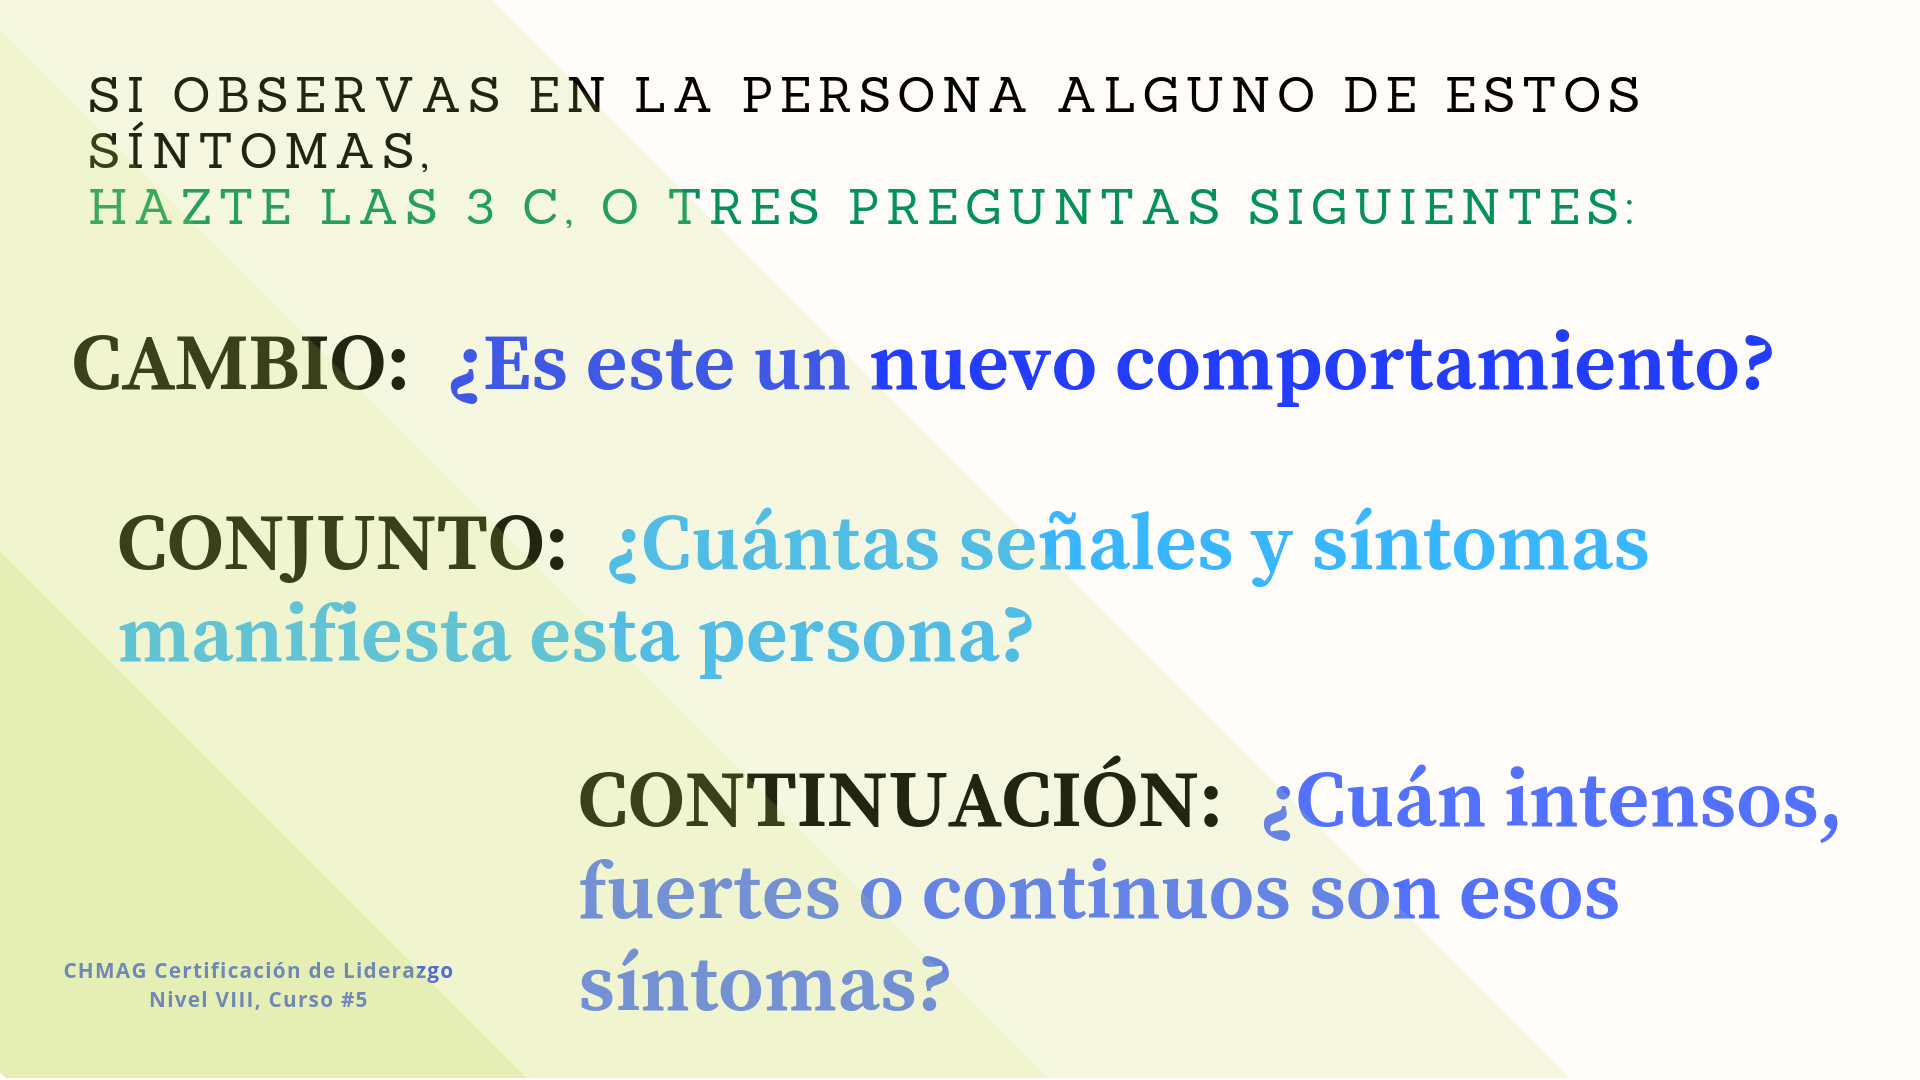 SI OBSERVAS EN LA PERSONA ALGUNO DE ESTOS
SÍNTOMAS,
HAZTE LAS 3 C, O TRES PREGUNTAS SIGUIENTES:
CAMBIO: ¿Es este un nuevo comportamiento?
CONJUNTO: ¿Cuántas señales y síntomas
manifiesta esta persona?
CONTINUACIÓN: ¿Cuán intensos,
fuertes o continuos son esos
síntomas?
CHMAG Certificación de Liderazgo
Nivel VIII, Curso #5